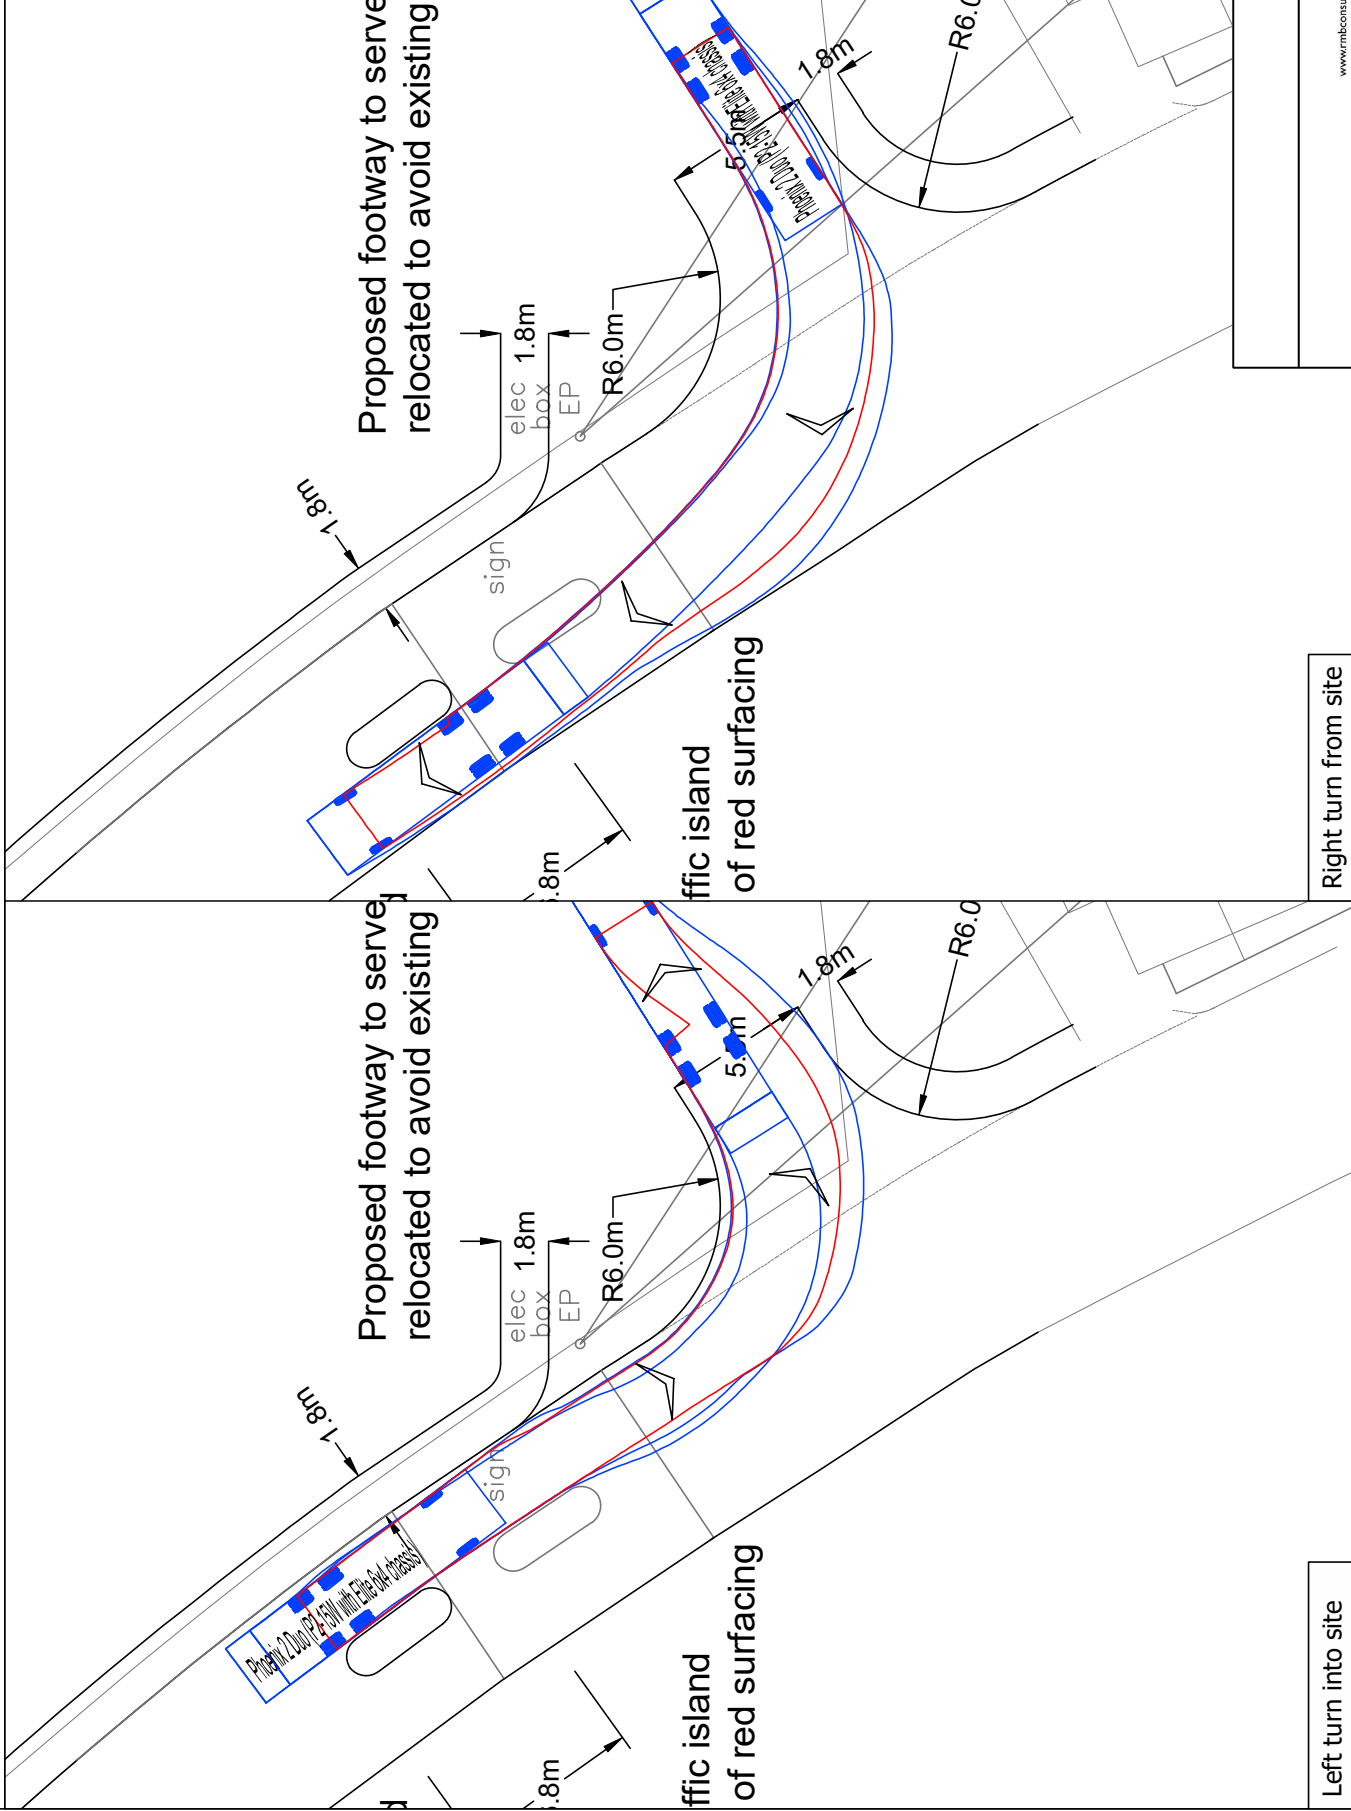 Proposed footway to serve
relocated to avoid existing
1.8m
elec
box
EP
1.8m
R6.0m
sign
5.5m
1.8m
R6.0
Phoenix 2 Duo (P2-15W with Elite 6x4 chassis)
ffic island
of red surfacing
.8m
Right turn from site
www.rmbconsu
Proposed footway to serve
relocated to avoid existing
1.8m
elec
box
EP
1.8m
R6.0m
sign
1.8m
R6.0
Phoenix 2 Duo (P2-15W with Elite 6x4 chassis)
ffic island
of red surfacing
.8m
Left turn into site